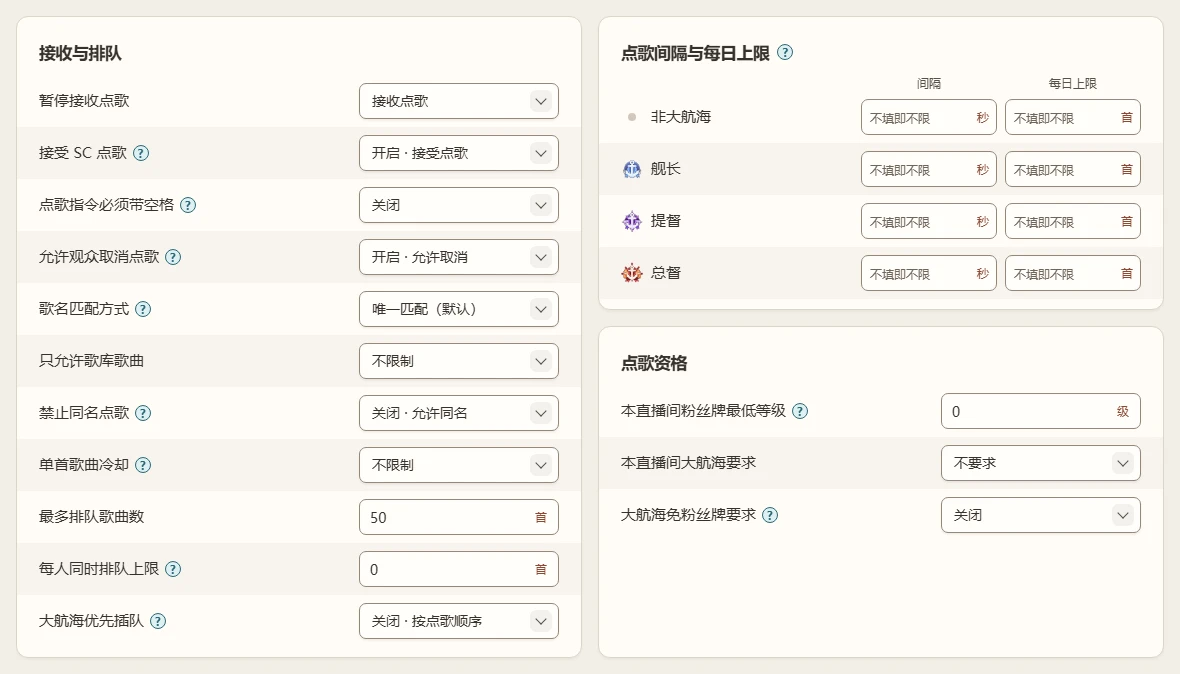 接收与排队
暂停接收点歌 接收点歌
接受 SC 点歌 ? 开启 · 接受点歌
点歌指令必须带空格 ? 关闭
允许观众取消点歌 ? 开启 · 允许取消
歌名匹配方式 ? 唯一匹配（默认）
只允许歌库歌曲 不限制
禁止同名点歌 ? 关闭 · 允许同名
单首歌曲冷却 ? 不限制
最多排队歌曲数 50 首
每人同时排队上限 ? 0 首
大航海优先插队 ? 关闭 · 按点歌顺序
点歌间隔与每日上限 ?
间隔 每日上限
非大航海 不填即不限 秒 不填即不限 首
舰长 不填即不限 秒 不填即不限 首
提督 不填即不限 秒 不填即不限 首
总督 不填即不限 秒 不填即不限 首
点歌资格
本直播间粉丝牌最低等级 ? 0 级
本直播间大航海要求 不要求
大航海免粉丝牌要求 ? 关闭